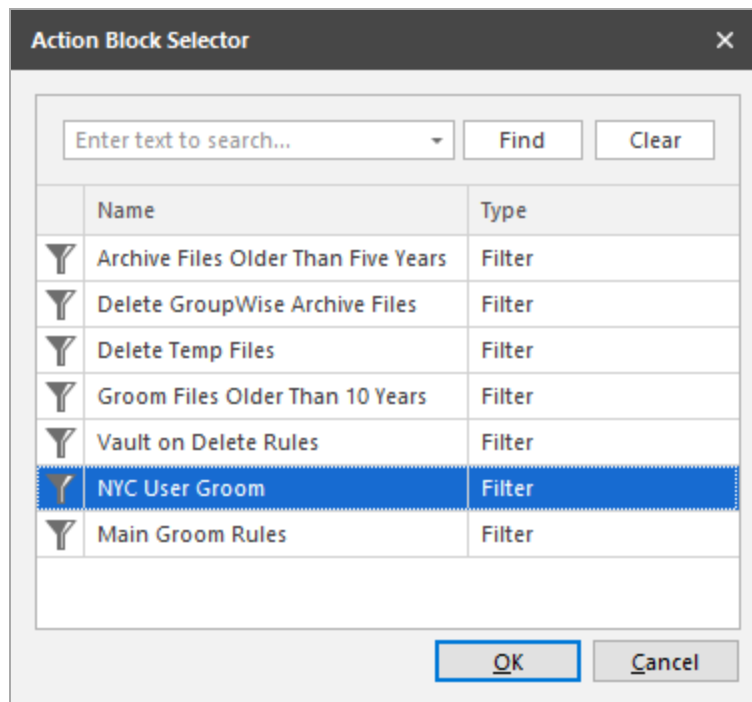 Action Block Selector
Enter text to search... Find Clear
Name Type
Archive Files Older Than Five Years Filter
Delete GroupWise Archive Files Filter
Delete Temp Files Filter
Groom Files Older Than 10 Years Filter
Vault on Delete Rules Filter
NYC User Groom Filter
Main Groom Rules Filter
OK Cancel